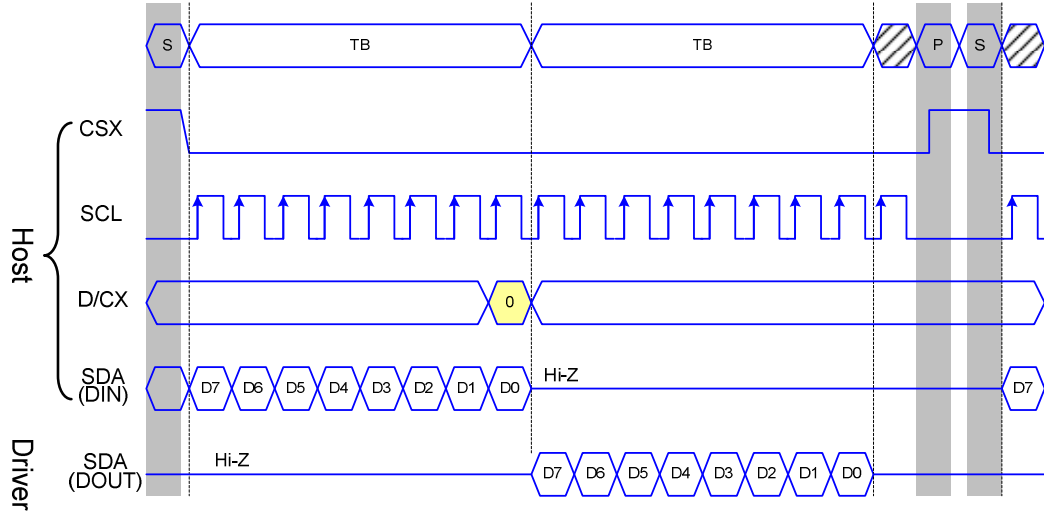 S TB TB P S
CSX
SCL
Host
D/CX 0
SDA
(DIN) D7 D6 D5 D4 D3 D2 D1 D0 Hi-Z D7
Driver
SDA
(DOUT) Hi-Z D7 D6 D5 D4 D3 D2 D1 D0